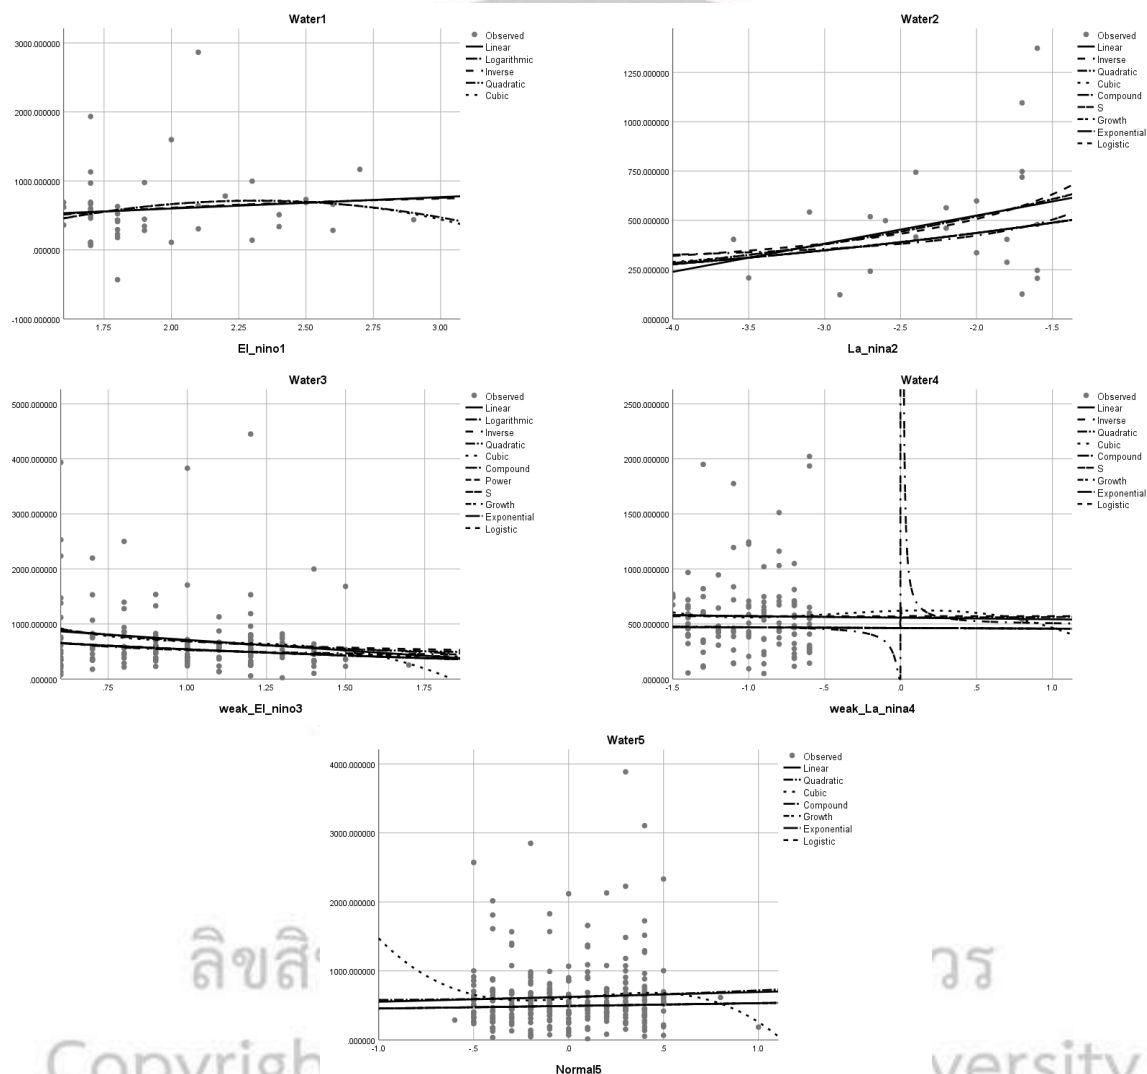 Water1
3000.000000
2000.000000
1000.000000
.000000
-1000.000000
1.75
2.00
2.25
2.50
2.75
3.00
El_nino1
Observed
Linear
Logarithmic
Inverse
Quadratic
Cubic
Water2
1250.000000
1000.000000
750.000000
500.000000
250.000000
.000000
-4.0
-3.5
-3.0
-2.5
-2.0
-1.5
La_nina2
Observed
Linear
Inverse
Quadratic
Cubic
Compound
S
Growth
Exponential
Logistic
Water3
5000.000000
4000.000000
3000.000000
2000.000000
1000.000000
.000000
.75
1.00
1.25
1.50
1.75
weak_El_nino3
Observed
Linear
Logarithmic
Inverse
Quadratic
Cubic
Compound
Power
S
Growth
Exponential
Logistic
Water4
2500.000000
2000.000000
1500.000000
1000.000000
500.000000
.000000
-1.5
-1.0
-.5
.0
.5
1.0
weak_La_nina4
Observed
Linear
Inverse
Quadratic
Cubic
Compound
S
Growth
Exponential
Logistic
Water5
4000.000000
3000.000000
2000.000000
1000.000000
.000000
-1.0
-.5
.0
.5
1.0
Normal5
Observed
Linear
Quadratic
Cubic
Compound
Growth
Exponential
Logistic